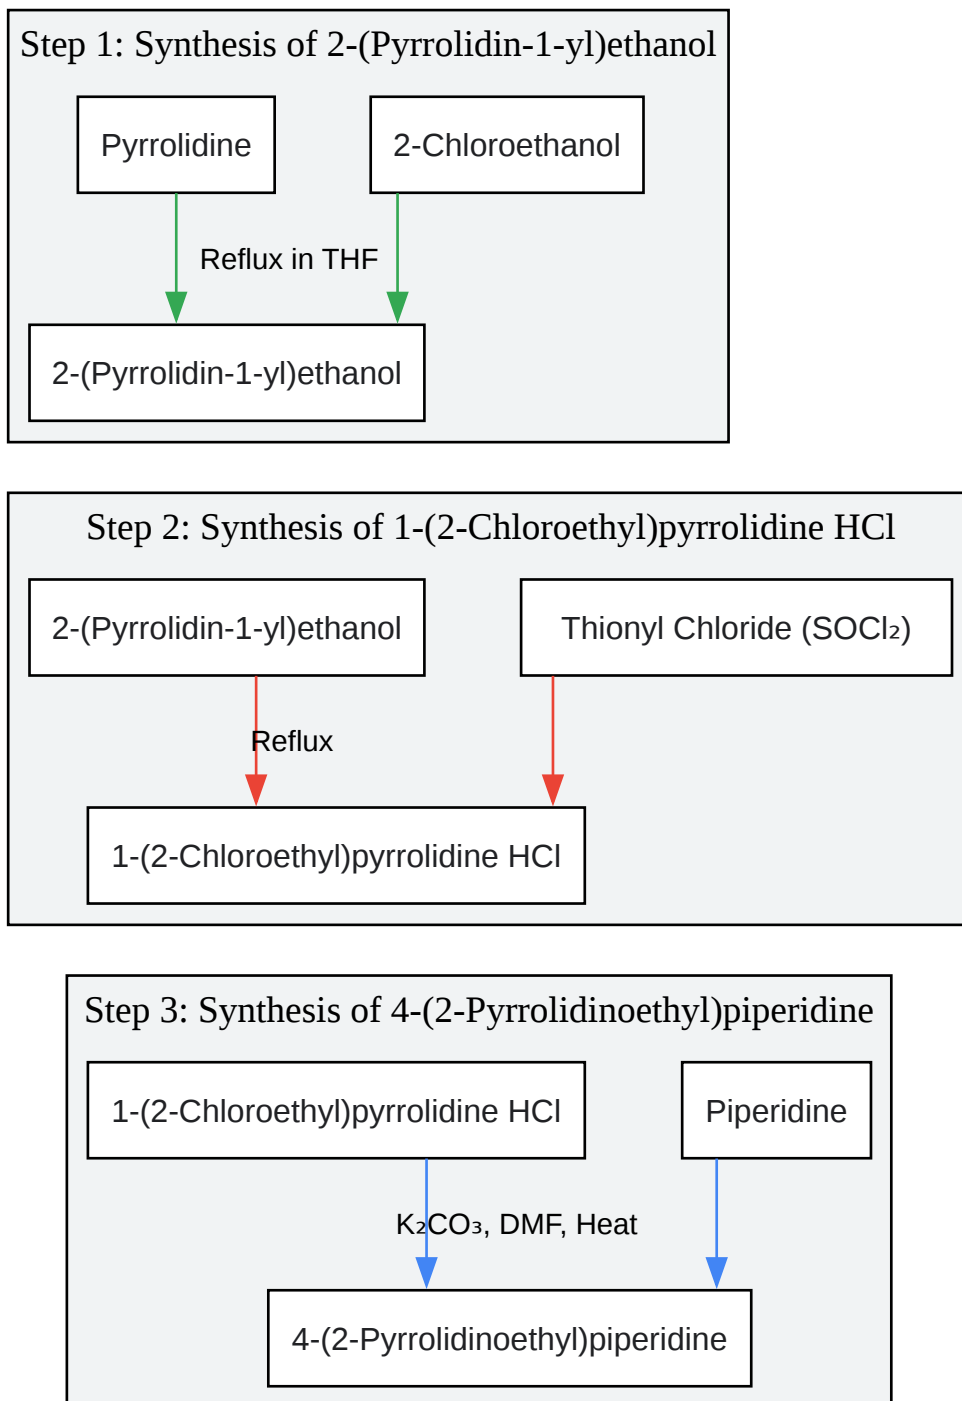 Step 1: Synthesis of 2-(Pyrrolidin-1-yl)ethanol
Pyrrolidine
2-Chloroethanol
Reflux in THF
2-(Pyrrolidin-1-yl)ethanol
Step 2: Synthesis of 1-(2-Chloroethyl)pyrrolidine HCl
2-(Pyrrolidin-1-yl)ethanol
Thionyl Chloride (SOCl₂)
Reflux
1-(2-Chloroethyl)pyrrolidine HCl
Step 3: Synthesis of 4-(2-Pyrrolidinoethyl)piperidine
1-(2-Chloroethyl)pyrrolidine HCl
Piperidine
K₂CO₃, DMF, Heat
4-(2-Pyrrolidinoethyl)piperidine